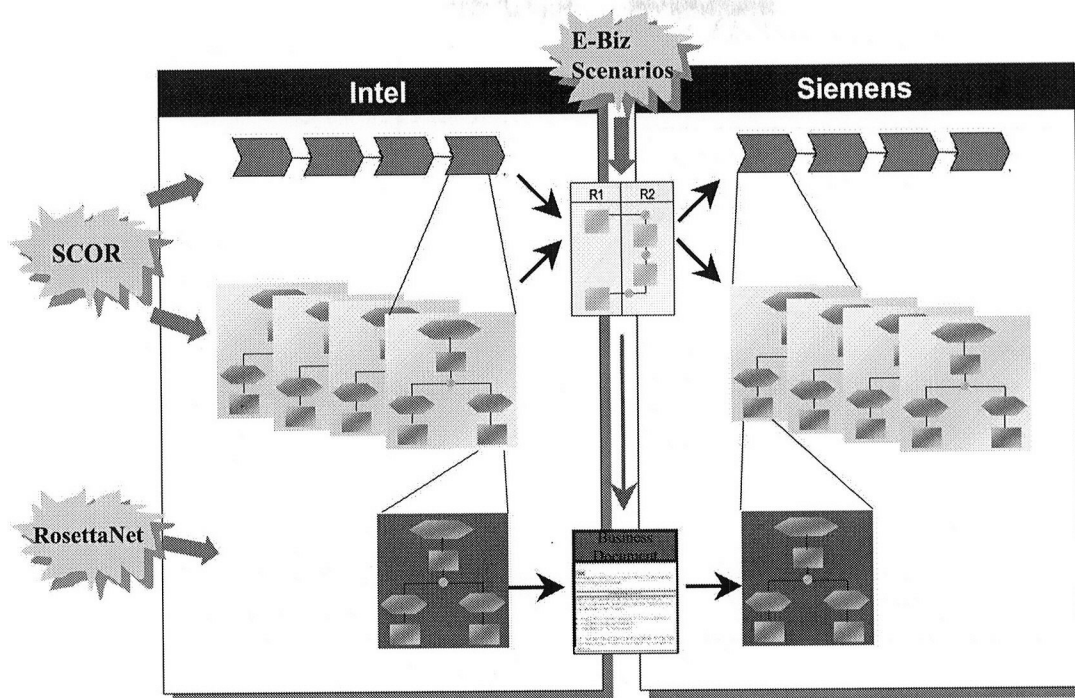 E-Biz
Scenarios
Intel
Siemens
R1 R2
SCOR
RosettaNet
Business
Document